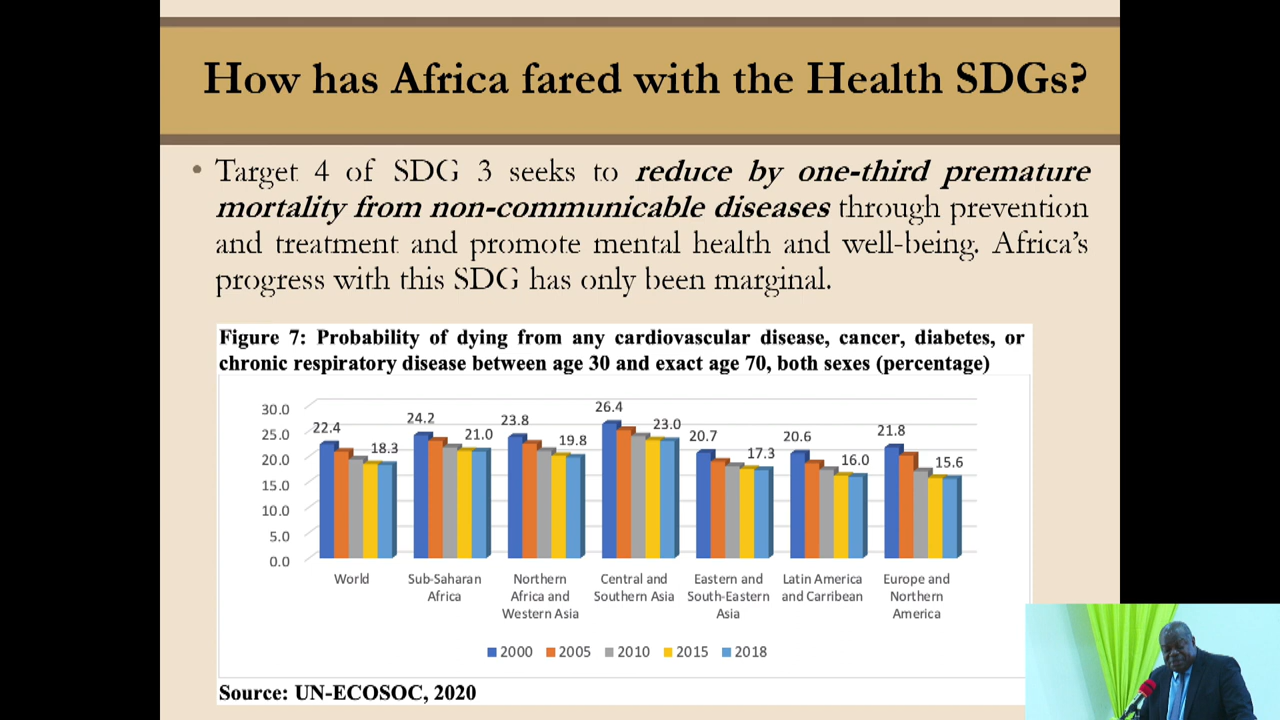 How has Africa fared with the Health SDGs?
• Target 4 of SDG 3 seeks to reduce by one-third premature
mortality from non-communicable diseases through prevention
and treatment and promote mental health and well-being. Africa's
progress with this SDG has only been marginal.
Figure 7: Probability of dying from any cardiovascular disease, cancer, diabetes, or
chronic respiratory disease between age 30 and exact age 70, both sexes (percentage)
30.0
25.0
20.0
15.0
10.0
5.0
0.0
22.4
18.3
24.2
21.0
23.8
19.8
26.4
23.0
20.7
17.3
20.6
16.0
21.8
15.6
World
Sub-Saharan
Africa
Northern
Africa and
Western Asia
Central and
Southern Asia
Eastern and
South-Eastern
Asia
Latin America
and Carribean
Europe and
Northern
America
2000 2005 2010 2015 2018
Source: UN-ECOSOC, 2020